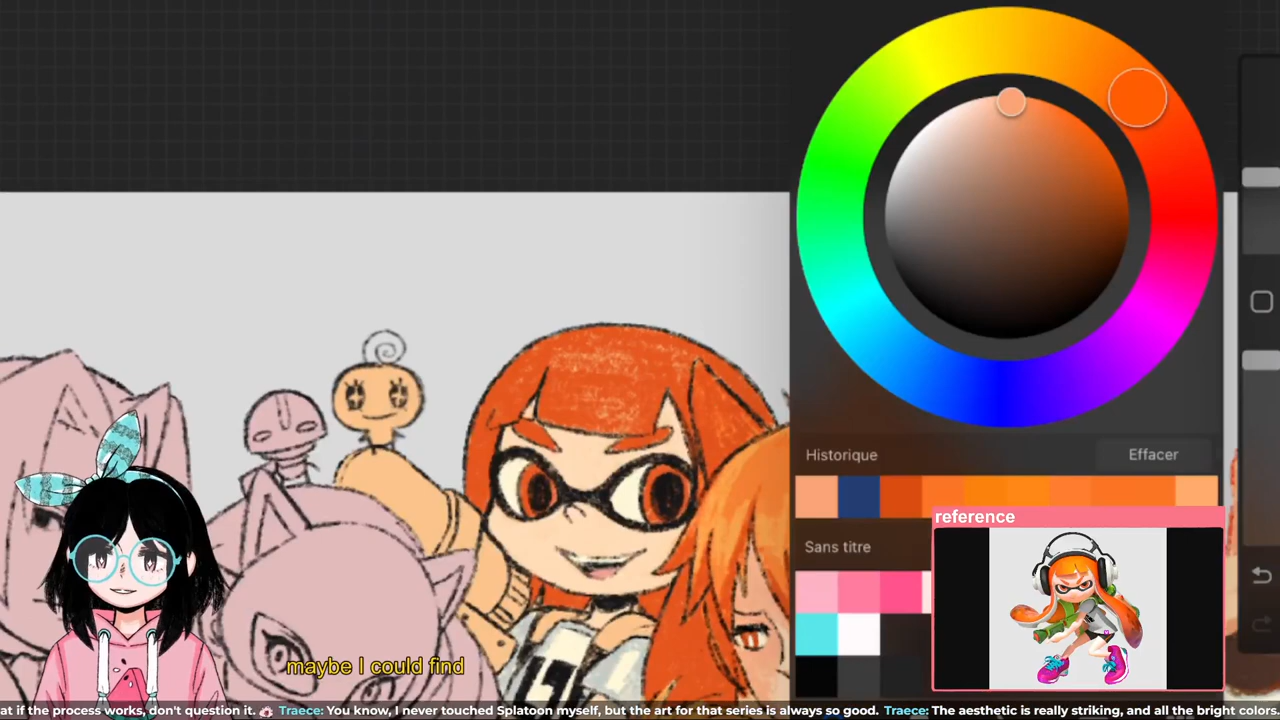 Historique
Effacer
reference
Sans titre
maybe I could find
at if the process works, don't question it. Traece: You know, I never touched Splatoon myself, but the art for that series is always so good. Traece: The aesthetic is really striking, and all the bright colors.